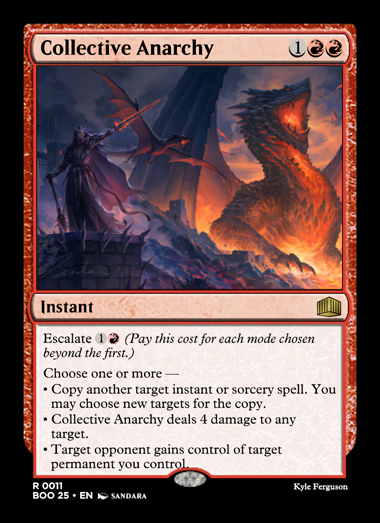 Collective Anarchy 1
Instant
Escalate 1 (Pay this cost for each mode chosen
beyond the first.)
Choose one or more —
• Copy another target instant or sorcery spell. You
may choose new targets for the copy.
• Collective Anarchy deals 4 damage to any
target.
• Target opponent gains control of target
permanent you control.
R 0011
BOO 25 • EN SANDARA
Kyle Ferguson